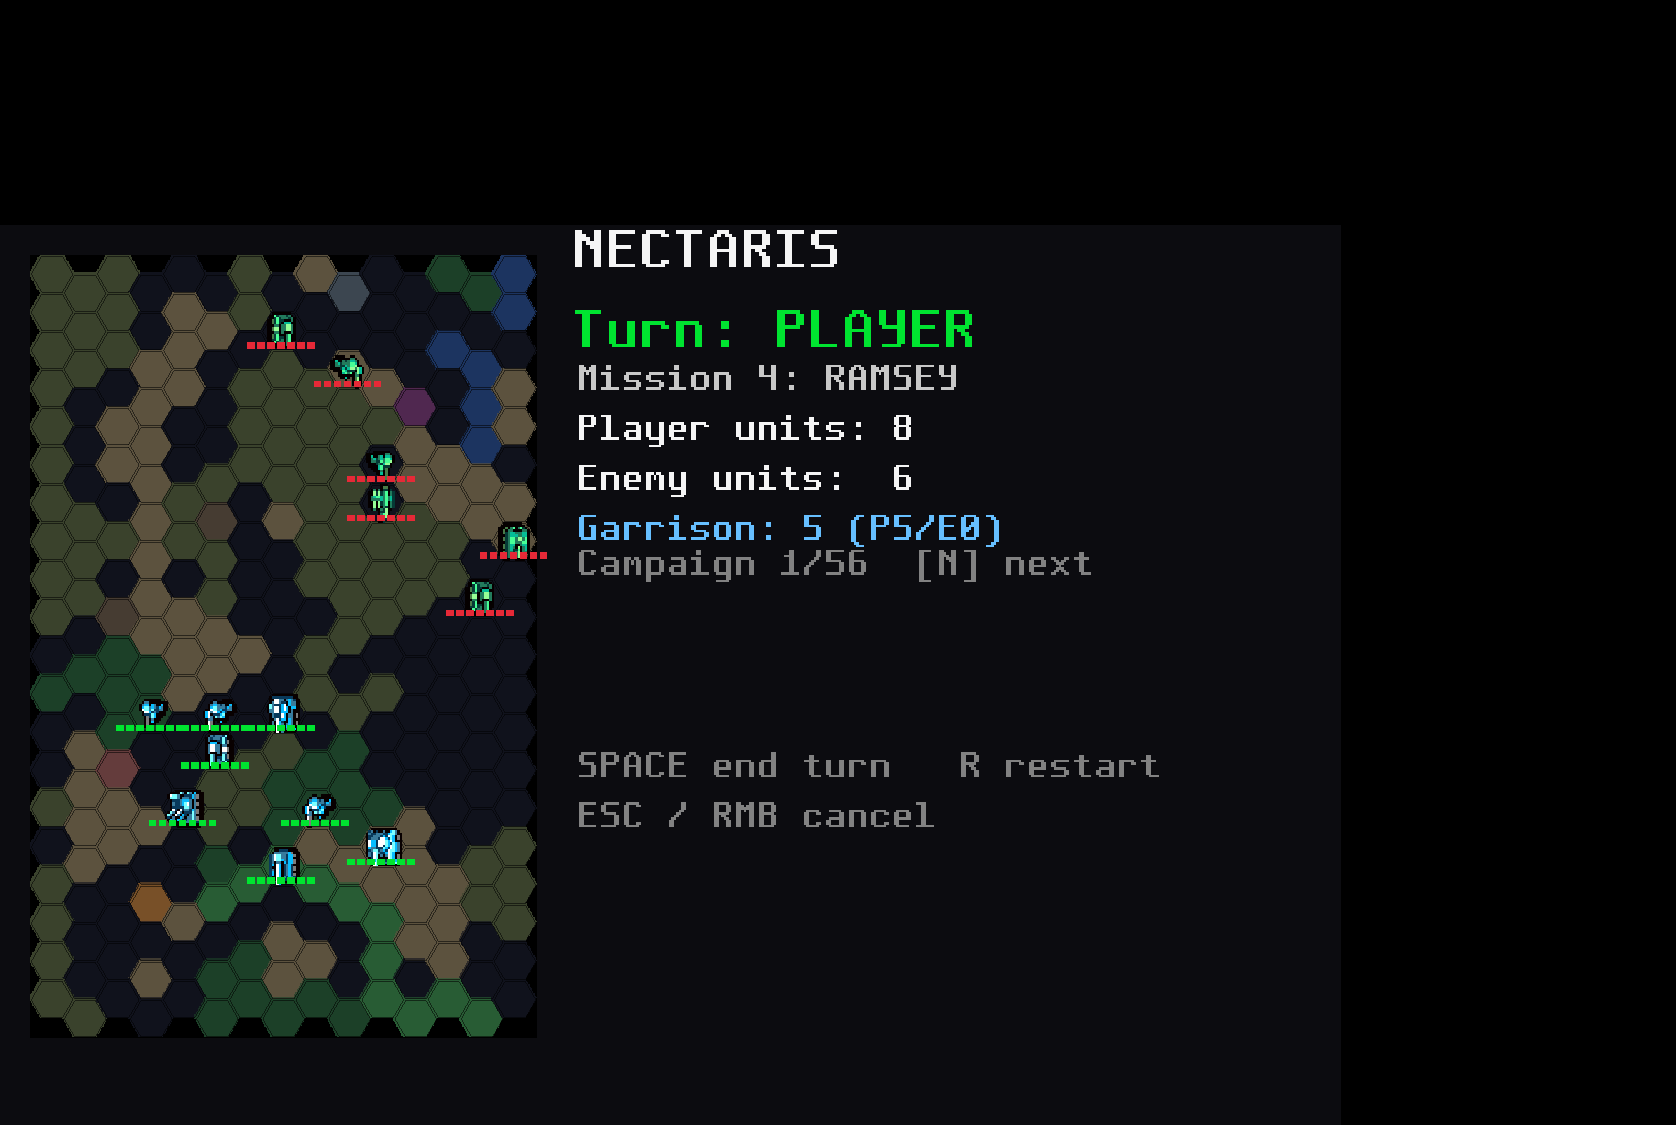 NECTARIS
Turn: PLAYER
Mission 4: RAMSEY
Player units: 8
Enemy units:  6
Garrison: 5 (P5/E0)
Campaign 1/56  [N] next
SPACE end turn   R restart
ESC / RMB cancel